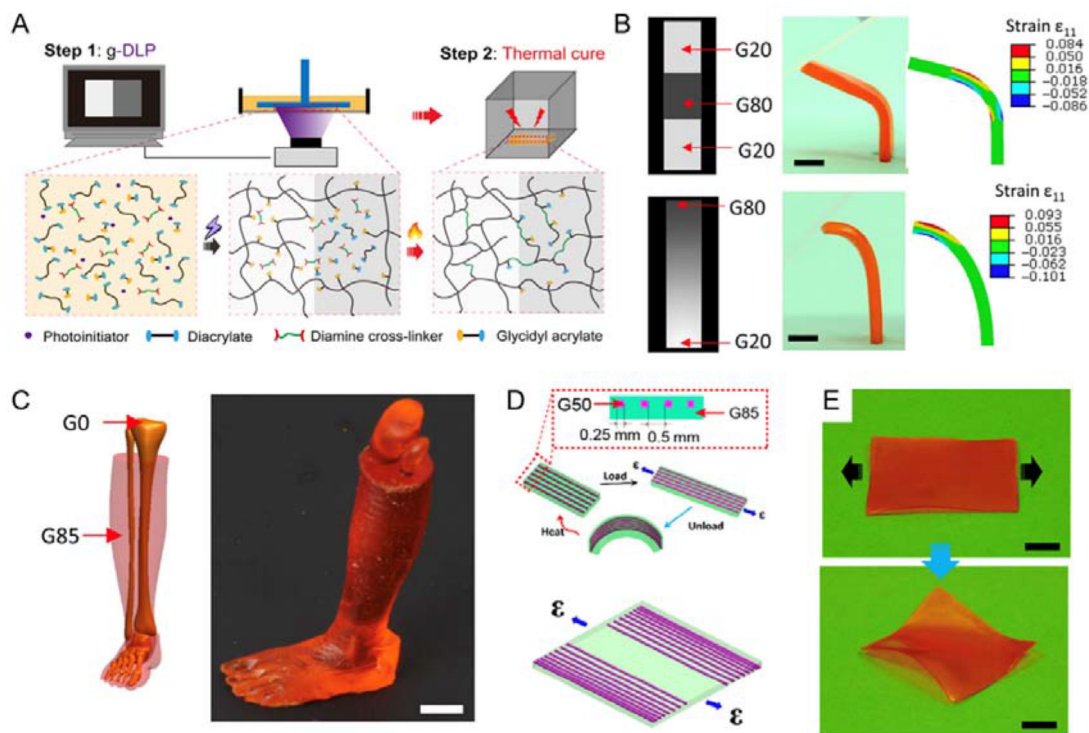 A
Step 1: g-DLP
Step 2: Thermal cure
Photoinitiator
Diacrylate
Diamine cross-linker
Glycidyl acrylate
B
G20
G80
G20
Strain ε11
0.084
0.050
0.016
−0.018
−0.052
−0.086
G80
G20
Strain ε11
0.093
0.055
0.016
−0.023
−0.062
−0.101
C
G0
G85
D
G50
G85
0.25 mm
0.5 mm
ε
Load
ε
Heat
Unload
ε
ε
E